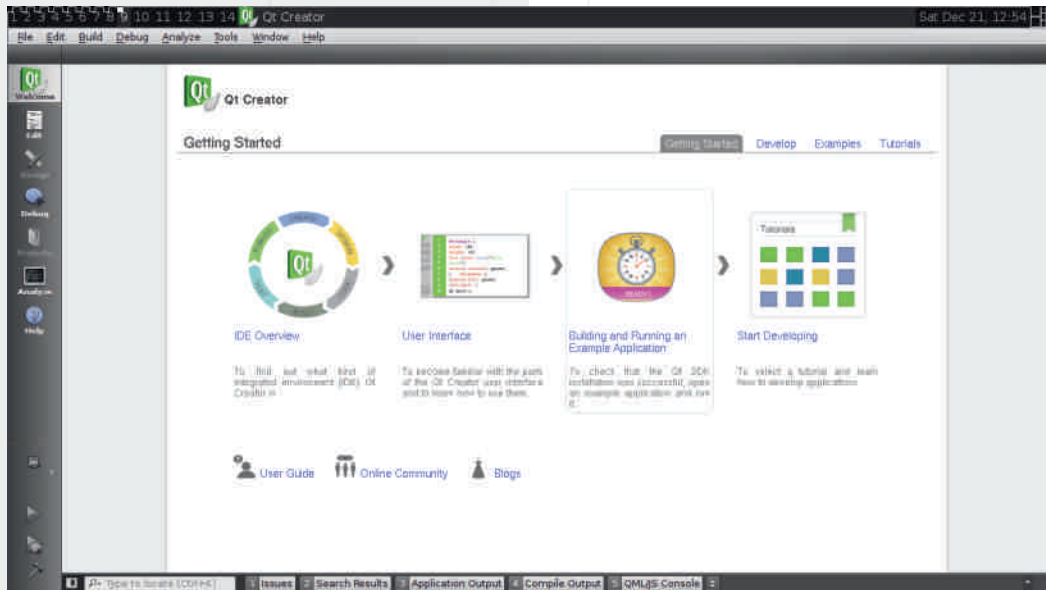 1 2 3 4 5 6 7 8 9 10 11 12 13 14 Qt Creator Sat Dec 21, 12:54
File Edit Build Debug Analyze Tools Window Help
Qt
Welcome
Edit
Design
Debug
Projects
Analyze
Help
Qt Creator
Getting Started
Getting Started Develop Examples Tutorials
Tutorials
IDE Overview
User Interface
Building and Running an
Example Application
Start Developing
To find out what kind of
integrated environment (IDE) Qt
Creator is
To become familiar with the parts
of the Qt Creator user interface
and to learn how to use them.
To check that the Qt SDK
installation was successful, open
an example application and run
it.
To select a tutorial and learn
how to develop applications
User Guide Online Community Blogs
Type to locate (Ctrl+K) 1 Issues 2 Search Results 3 Application Output 4 Compile Output 5 QML/JS Console